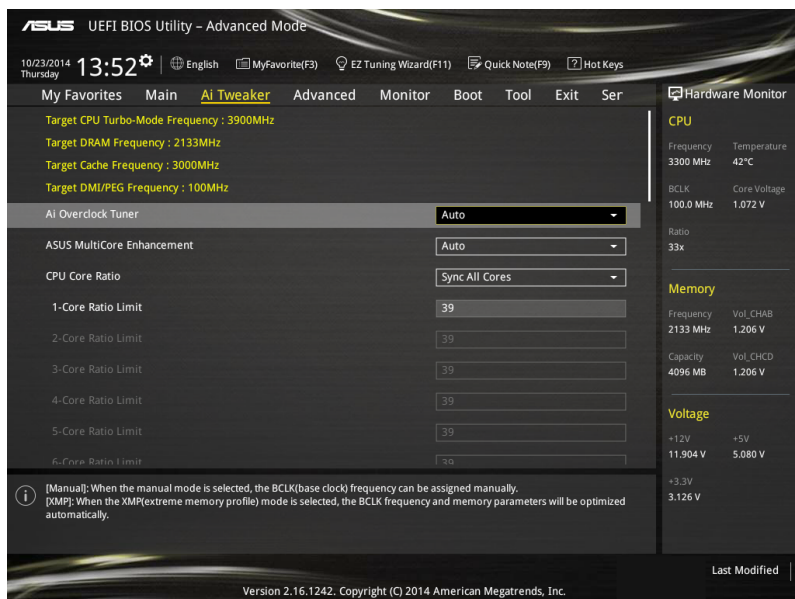 ASUS UEFI BIOS Utility – Advanced Mode
10/23/2014
Thursday
13:52
English
MyFavorite(F3)
EZ Tuning Wizard(F11)
Quick Note(F9)
? Hot Keys
My Favorites
Main
Ai Tweaker
Advanced
Monitor
Boot
Tool
Exit
Ser
Target CPU Turbo-Mode Frequency : 3900MHz
Target DRAM Frequency : 2133MHz
Target Cache Frequency : 3000MHz
Target DMI/PEG Frequency : 100MHz
Ai Overclock Tuner Auto
ASUS MultiCore Enhancement Auto
CPU Core Ratio Sync All Cores
1-Core Ratio Limit 39
2-Core Ratio Limit 39
3-Core Ratio Limit 39
4-Core Ratio Limit 39
5-Core Ratio Limit 39
6-Core Ratio Limit 39
[Manual]: When the manual mode is selected, the BCLK(base clock) frequency can be assigned manually.
[XMP]: When the XMP(extreme memory profile) mode is selected, the BCLK frequency and memory parameters will be optimized
automatically.
Hardware Monitor
CPU
Frequency Temperature
3300 MHz 42°C
BCLK Core Voltage
100.0 MHz 1.072 V
Ratio
33x
Memory
Frequency Vol_CHAB
2133 MHz 1.206 V
Capacity Vol_CHCD
4096 MB 1.206 V
Voltage
+12V +5V
11.904 V 5.080 V
+3.3V
3.126 V
Last Modified
Version 2.16.1242. Copyright (C) 2014 American Megatrends, Inc.